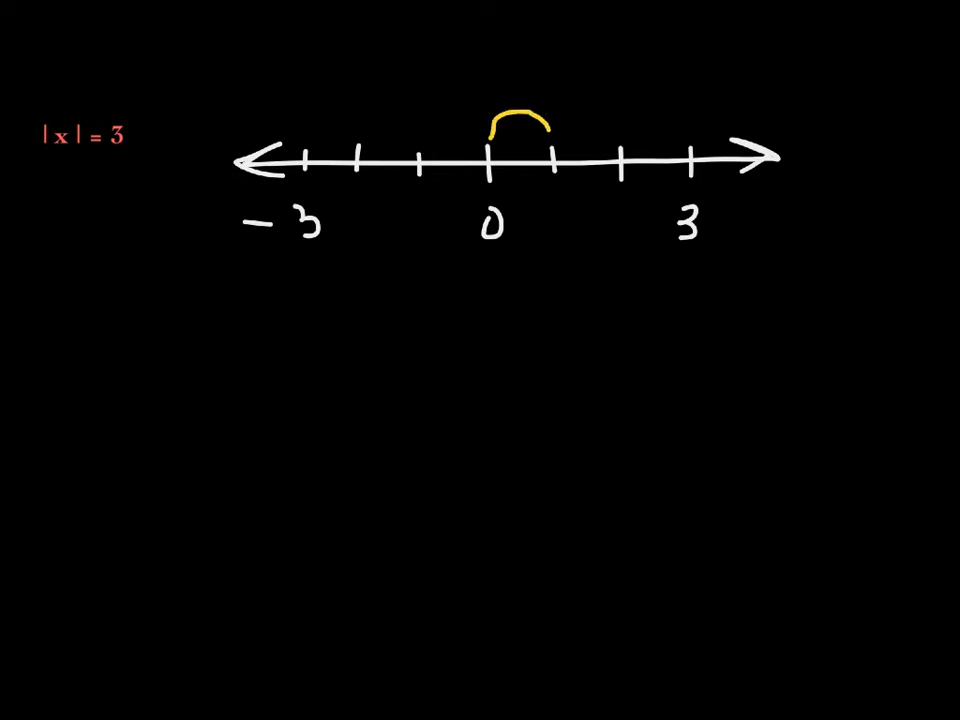 |x| = 3
-3 0 3